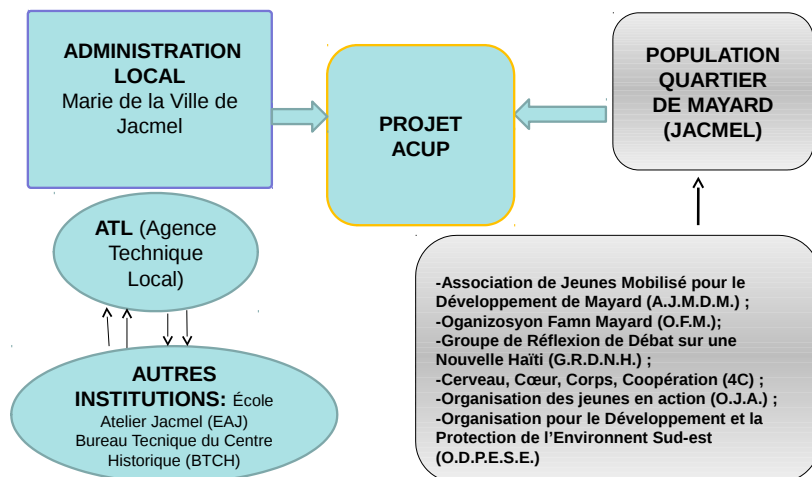 ADMINISTRATION
LOCAL
Marie de la Ville de
Jacmel
PROJET
ACUP
POPULATION
QUARTIER
DE MAYARD
(JACMEL)
ATL (Agence
Technique
Local)
AUTRES
INSTITUTIONS: École
Atelier Jacmel (EAJ)
Bureau Tecnique du Centre
Historique (BTCH)
-Association de Jeunes Mobilisé pour le
Développement de Mayard (A.J.M.D.M.) ;
-Oganizosyon Famn Mayard (O.F.M.);
-Groupe de Réflexion de Débat sur une
Nouvelle Haïti (G.R.D.N.H.) ;
-Cerveau, Cœur, Corps, Coopération (4C) ;
-Organisation des jeunes en action (O.J.A.) ;
-Organisation pour le Développement et la
Protection de l’Environnent Sud-est
(O.D.P.E.S.E.)